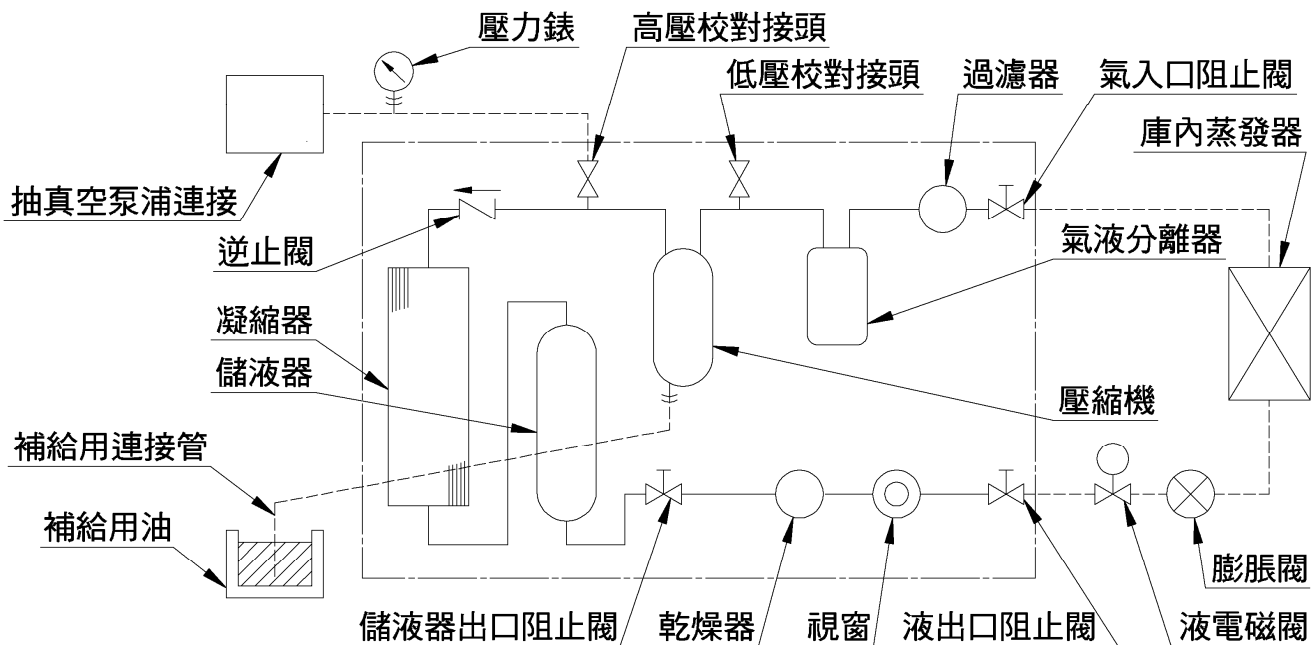 壓力錶
高壓校對接頭
低壓校對接頭
過濾器
氣入口阻止閥
庫內蒸發器
抽真空泵浦連接
逆止閥
氣液分離器
凝縮器
儲液器
壓縮機
補給用連接管
補給用油
膨脹閥
儲液器出口阻止閥
乾燥器
視窗
液出口阻止閥
液電磁閥